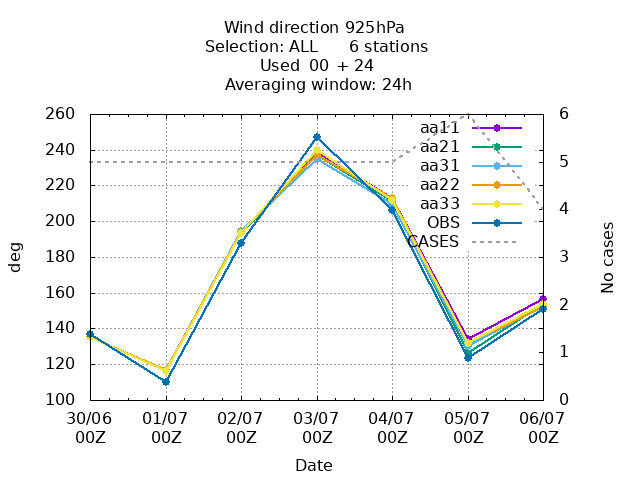 Wind direction 925hPa
Selection: ALL      6 stations
Used  00 + 24
Averaging window: 24h
260
240
220
200
180
160
140
120
100
deg
6
5
4
3
2
1
0
No cases
aa11
aa21
aa31
aa22
aa33
OBS
CASES
30/06 01/07 02/07 03/07 04/07 05/07 06/07
00Z 00Z 00Z 00Z 00Z 00Z 00Z
Date